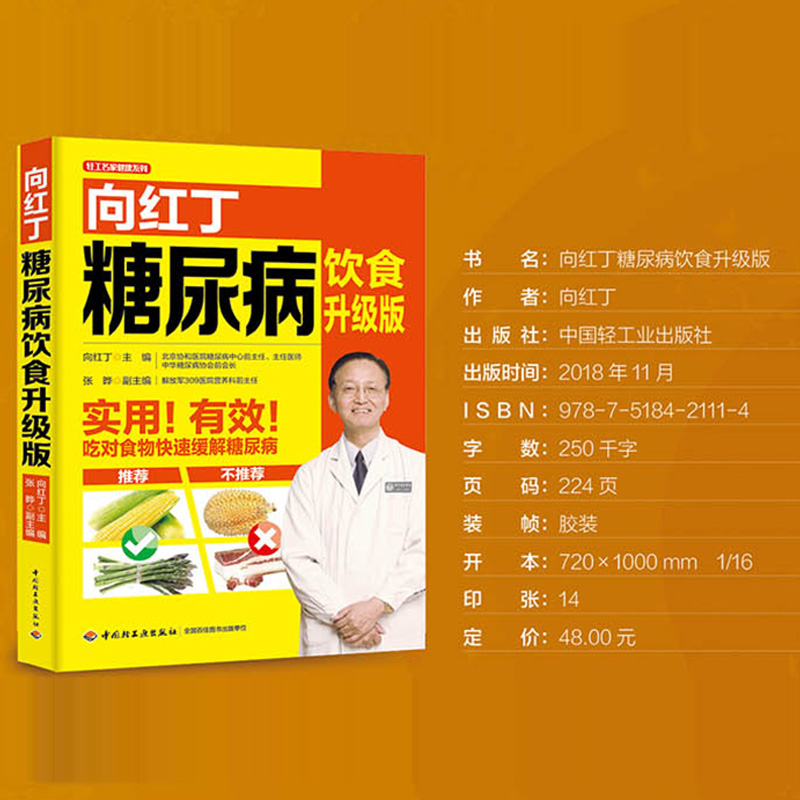 向红丁
糖尿病饮食升级版
向红丁 主编
张晔 副主编
中国轻工业出版社
轻工名家健康系列
向红丁
糖尿病
饮食
升级版
向红丁◎主 编
北京协和医院糖尿病中心前主任、主任医师
中华糖尿病协会前会长
张 晔◎副主编
解放军309医院营养科前主任
实用！有效！
吃对食物快速缓解糖尿病
推荐
不推荐
中国轻工业出版社
全国百佳图书出版单位
书 名：向红丁糖尿病饮食升级版
作 者：向红丁
出 版 社：中国轻工业出版社
出版时间：2018 年 11 月
I S B N：978-7-5184-2111-4
字 数：250 千字
页 码：224 页
装 帧：胶装
开 本：720×1000 mm 1/16
印 张：14
定 价：48.00 元